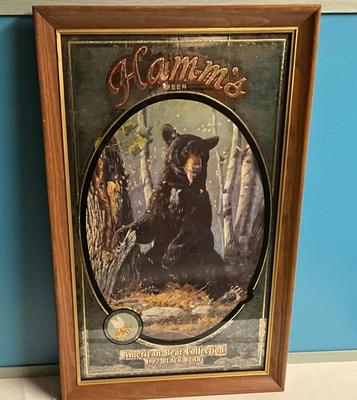 Hamm's
BEER
American Bear Collection
1992 BLACK BEAR